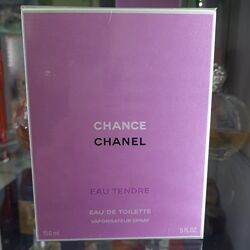 CHANCE
CHANEL
EAU TENDRE
EAU DE TOILETTE
VAPORISATEUR SPRAY
150 ml 5 FL. OZ.